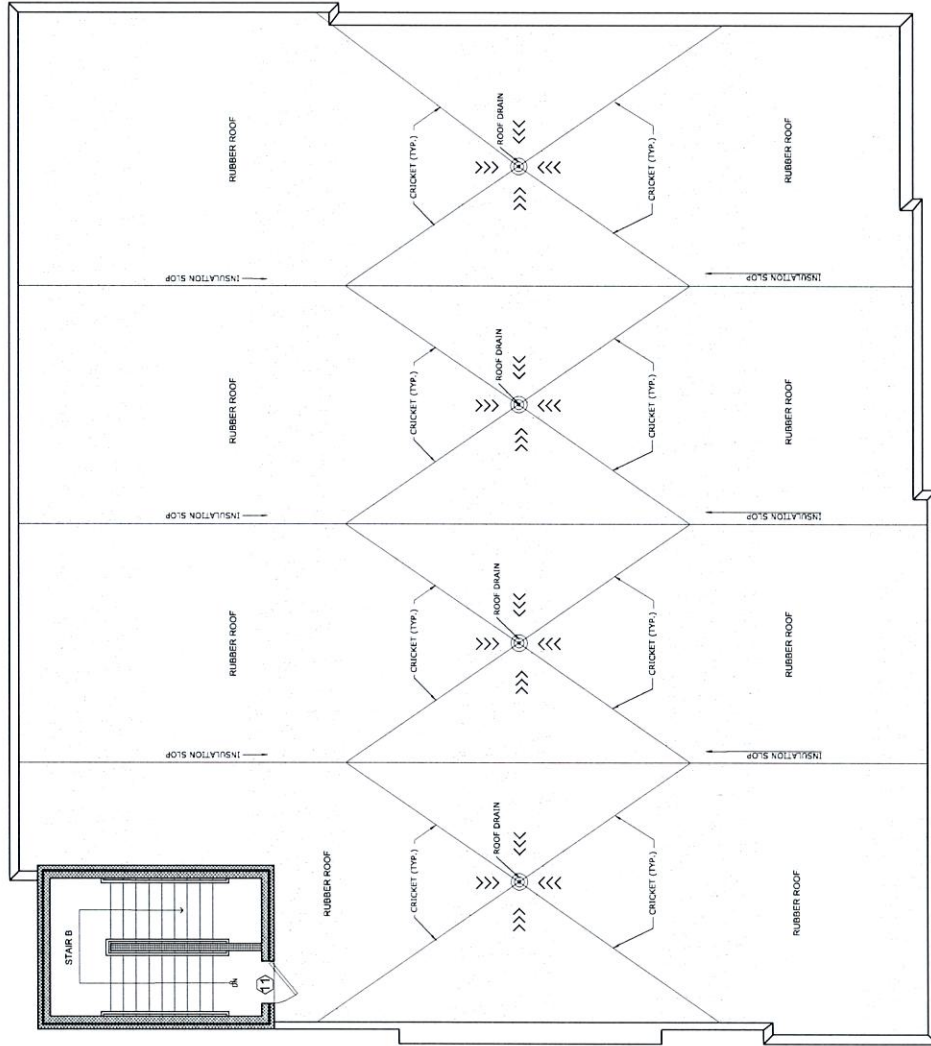 RUBBER ROOF
CRICKET (TYP.)
ROOF DRAIN
CRICKET (TYP.)
RUBBER ROOF
INSULATION SLOP
INSULATION SLOP
RUBBER ROOF
CRICKET (TYP.)
ROOF DRAIN
CRICKET (TYP.)
RUBBER ROOF
INSULATION SLOP
INSULATION SLOP
RUBBER ROOF
CRICKET (TYP.)
ROOF DRAIN
CRICKET (TYP.)
RUBBER ROOF
INSULATION SLOP
INSULATION SLOP
STAIR B
DN
11
RUBBER ROOF
CRICKET (TYP.)
ROOF DRAIN
CRICKET (TYP.)
RUBBER ROOF